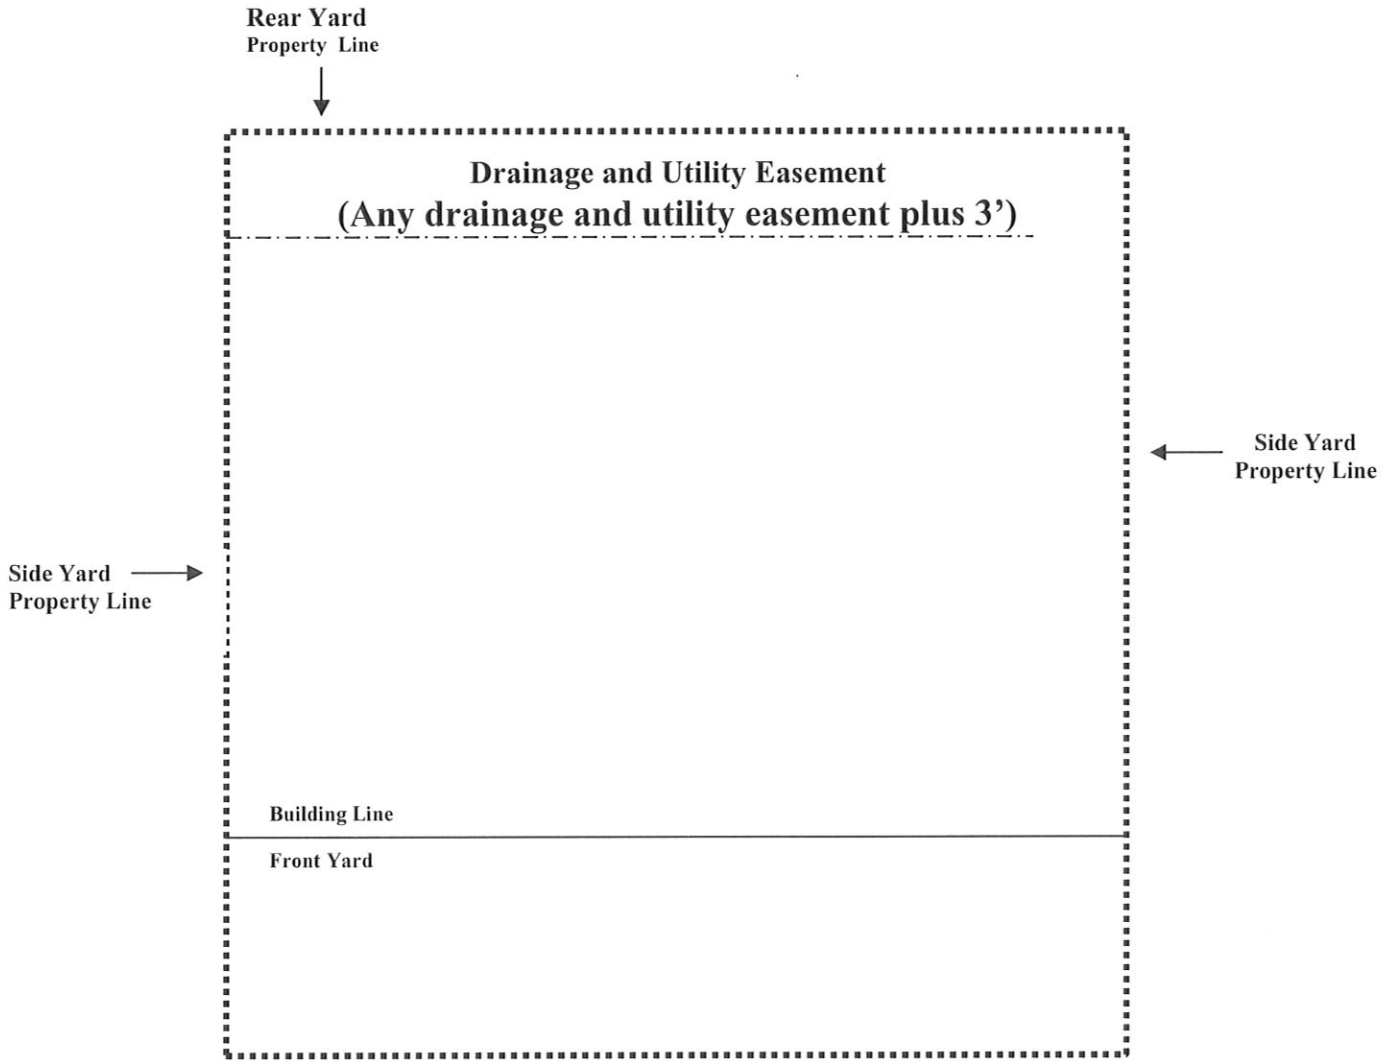 Rear Yard
Property Line
Drainage and Utility Easement
(Any drainage and utility easement plus 3’)
Side Yard
Property Line
Side Yard
Property Line
Building Line
Front Yard